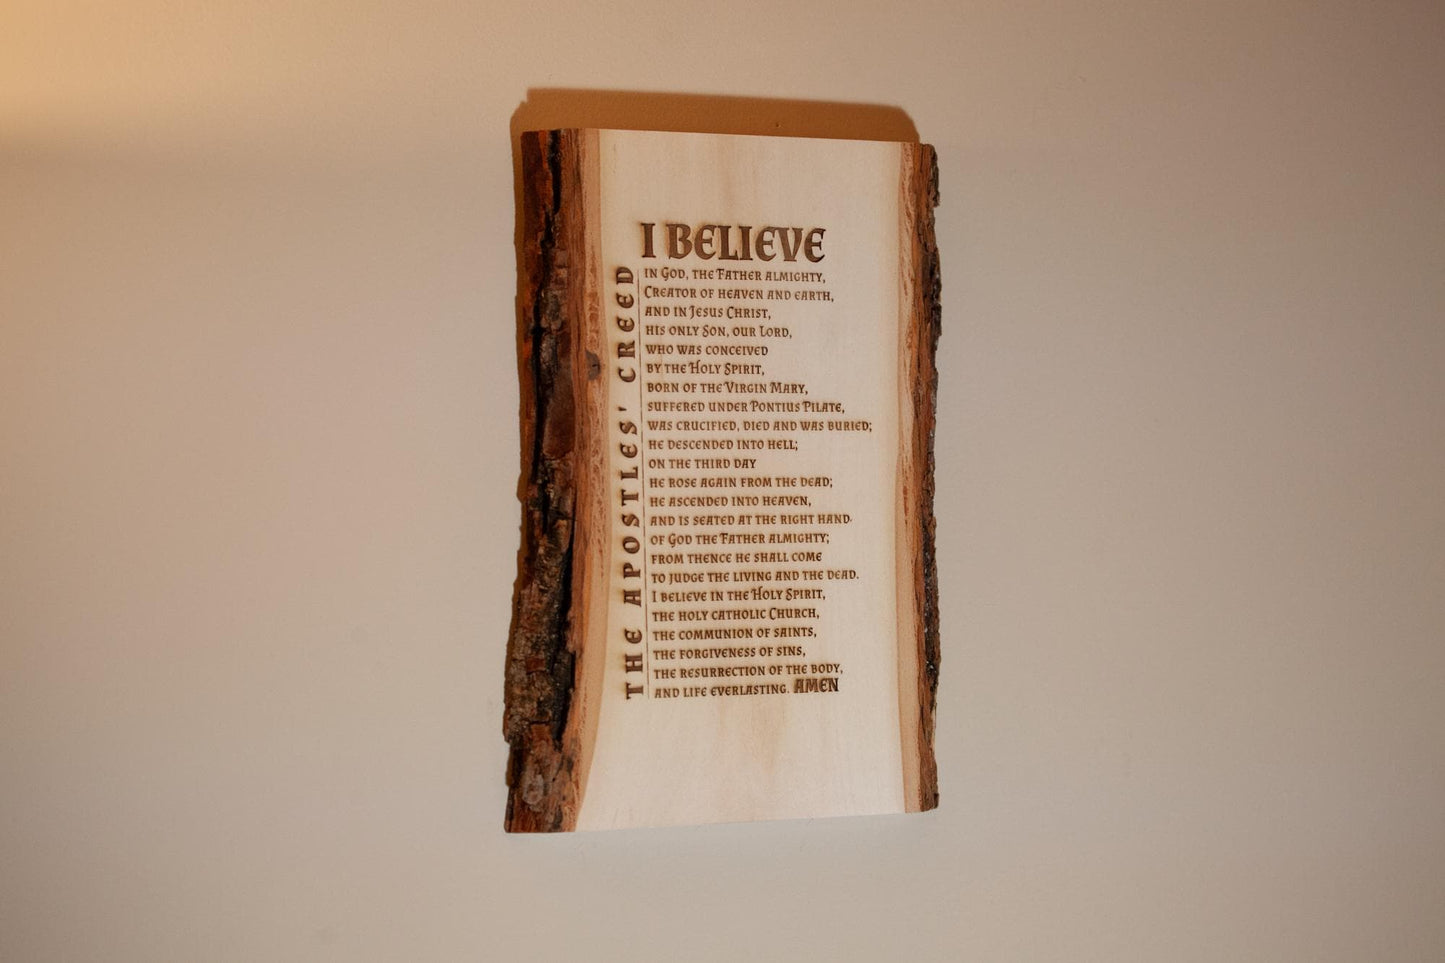 I BELIEVE
THE APOSTLES' CREED
IN GOD, THE FATHER ALMIGHTY,
CREATOR OF HEAVEN AND EARTH,
AND IN JESUS CHRIST,
HIS ONLY SON, OUR LORD,
WHO WAS CONCEIVED
BY THE HOLY SPIRIT,
BORN OF THE VIRGIN MARY,
SUFFERED UNDER PONTIUS PILATE,
WAS CRUCIFIED, DIED AND WAS BURIED;
HE DESCENDED INTO HELL;
ON THE THIRD DAY
HE ROSE AGAIN FROM THE DEAD;
HE ASCENDED INTO HEAVEN,
AND IS SEATED AT THE RIGHT HAND
OF GOD THE FATHER ALMIGHTY;
FROM THENCE HE SHALL COME
TO JUDGE THE LIVING AND THE DEAD.
I BELIEVE IN THE HOLY SPIRIT,
THE HOLY CATHOLIC CHURCH,
THE COMMUNION OF SAINTS,
THE FORGIVENESS OF SINS,
THE RESURRECTION OF THE BODY,
AND LIFE EVERLASTING. AMEN